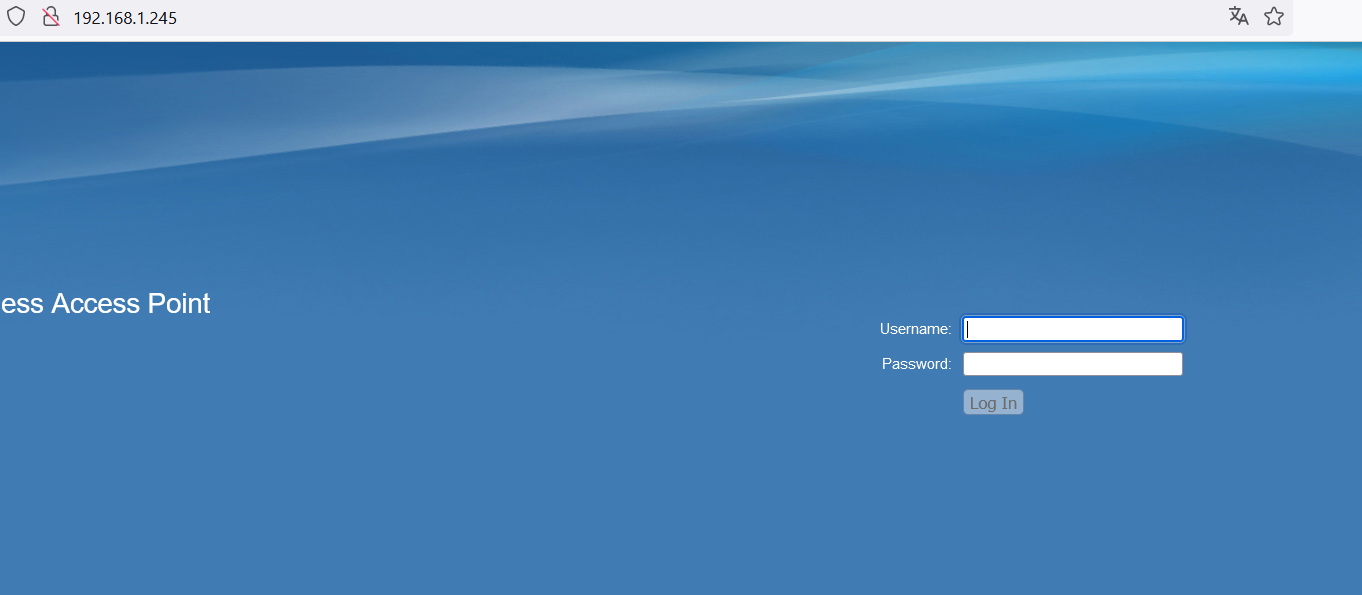 192.168.1.245
ess Access Point
Username:
Password:
Log In